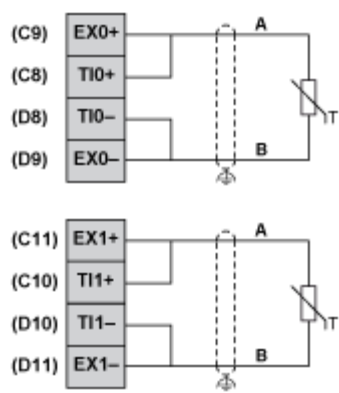 (C9) EX0+ A
(C8) TI0+
(D8) TI0– T
(D9) EX0– B
(C11) EX1+ A
(C10) TI1+
(D10) TI1– T
(D11) EX1– B